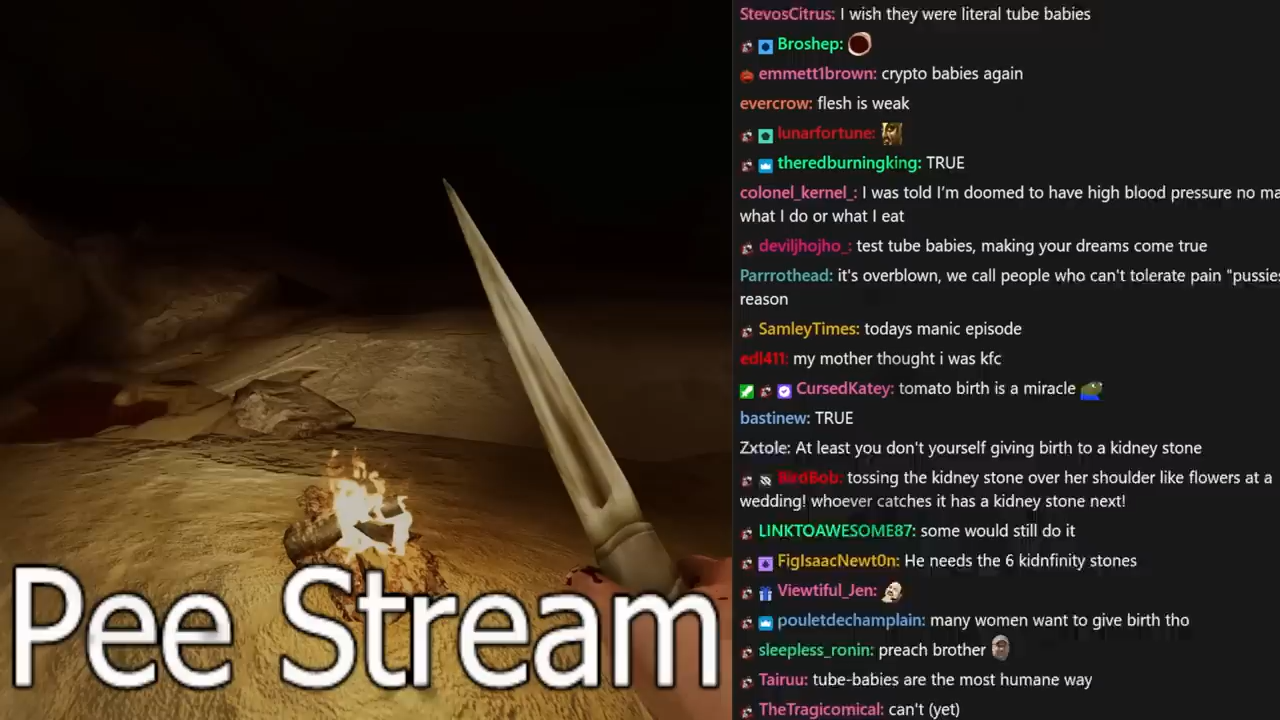 StevosCitrus: I wish they were literal tube babies
Broshep:
emmett1brown: crypto babies again
evercrow: flesh is weak
lunarfortune:
theredburningking: TRUE
colonel_kernel_: I was told I'm doomed to have high blood pressure no
what I do or what I eat
deviljhojho_: test tube babies, making your dreams come true
Parrrothead: it's overblown, we call people who can't tolerate pain "pussies
reason
SamleyTimes: todays manic episode
edl411: my mother thought i was kfc
CursedKatey: tomato birth is a miracle
bastinew: TRUE
Zxtole: At least you don't yourself giving birth to a kidney stone
BirdBob: tossing the kidney stone over her shoulder like flowers at a
wedding! whoever catches it has a kidney stone next!
LINKTOAWESOME87: some would still do it
FigIsaacNewt0n: He needs the 6 kidnfinity stones
Viewtiful_Jen:
pouletdechamplain: many women want to give birth tho
sleepless_ronin: preach brother
Tairuu: tube-babies are the most humane way
TheTragicomical: can't (yet)
Pee Stream